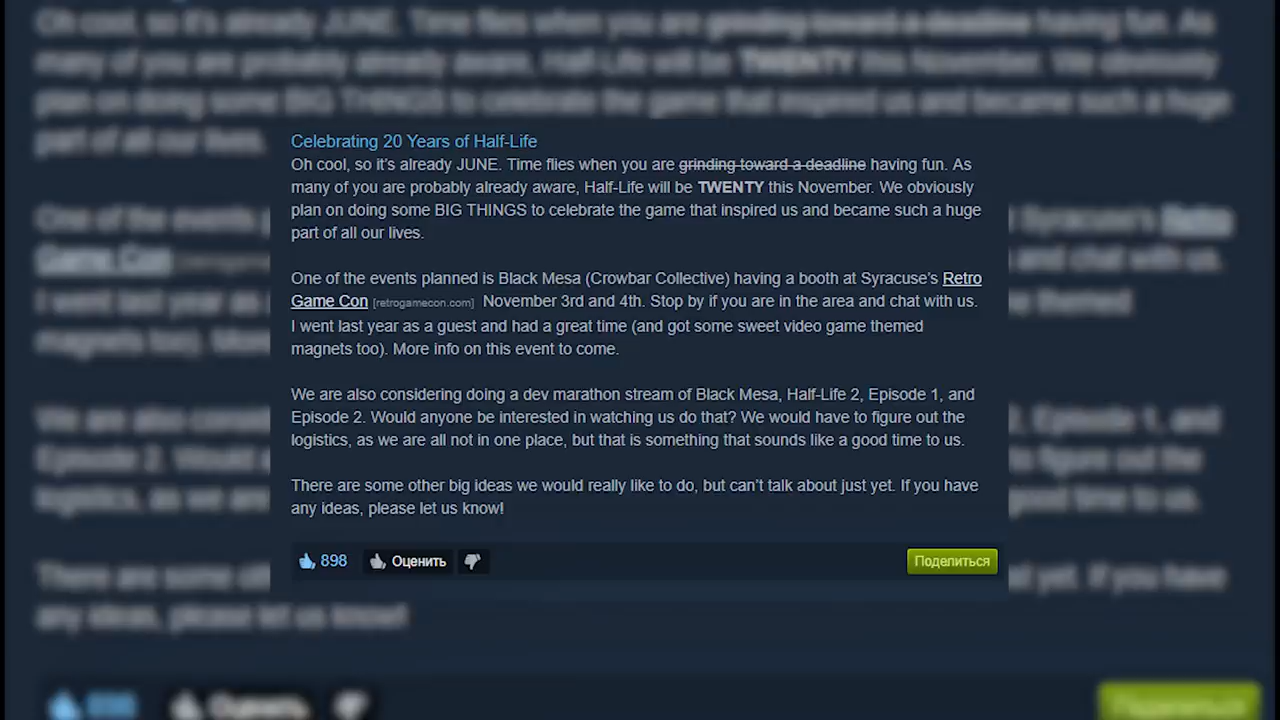 Celebrating 20 Years of Half-Life
Oh cool, so it's already JUNE. Time flies when you are grinding toward a deadline having fun. As
many of you are probably already aware, Half-Life will be TWENTY this November. We obviously
plan on doing some BIG THINGS to celebrate the game that inspired us and became such a huge
part of all our lives.
One of the events planned is Black Mesa (Crowbar Collective) having a booth at Syracuse's Retro
Game Con [retrogamecon.com] November 3rd and 4th. Stop by if you are in the area and chat with us.
I went last year as a guest and had a great time (and got some sweet video game themed
magnets too). More info on this event to come.
We are also considering doing a dev marathon stream of Black Mesa, Half-Life 2, Episode 1, and
Episode 2. Would anyone be interested in watching us do that? We would have to figure out the
logistics, as we are all not in one place, but that is something that sounds like a good time to us.
There are some other big ideas we would really like to do, but can't talk about just yet. If you have
any ideas, please let us know!
898 Оценить Поделиться